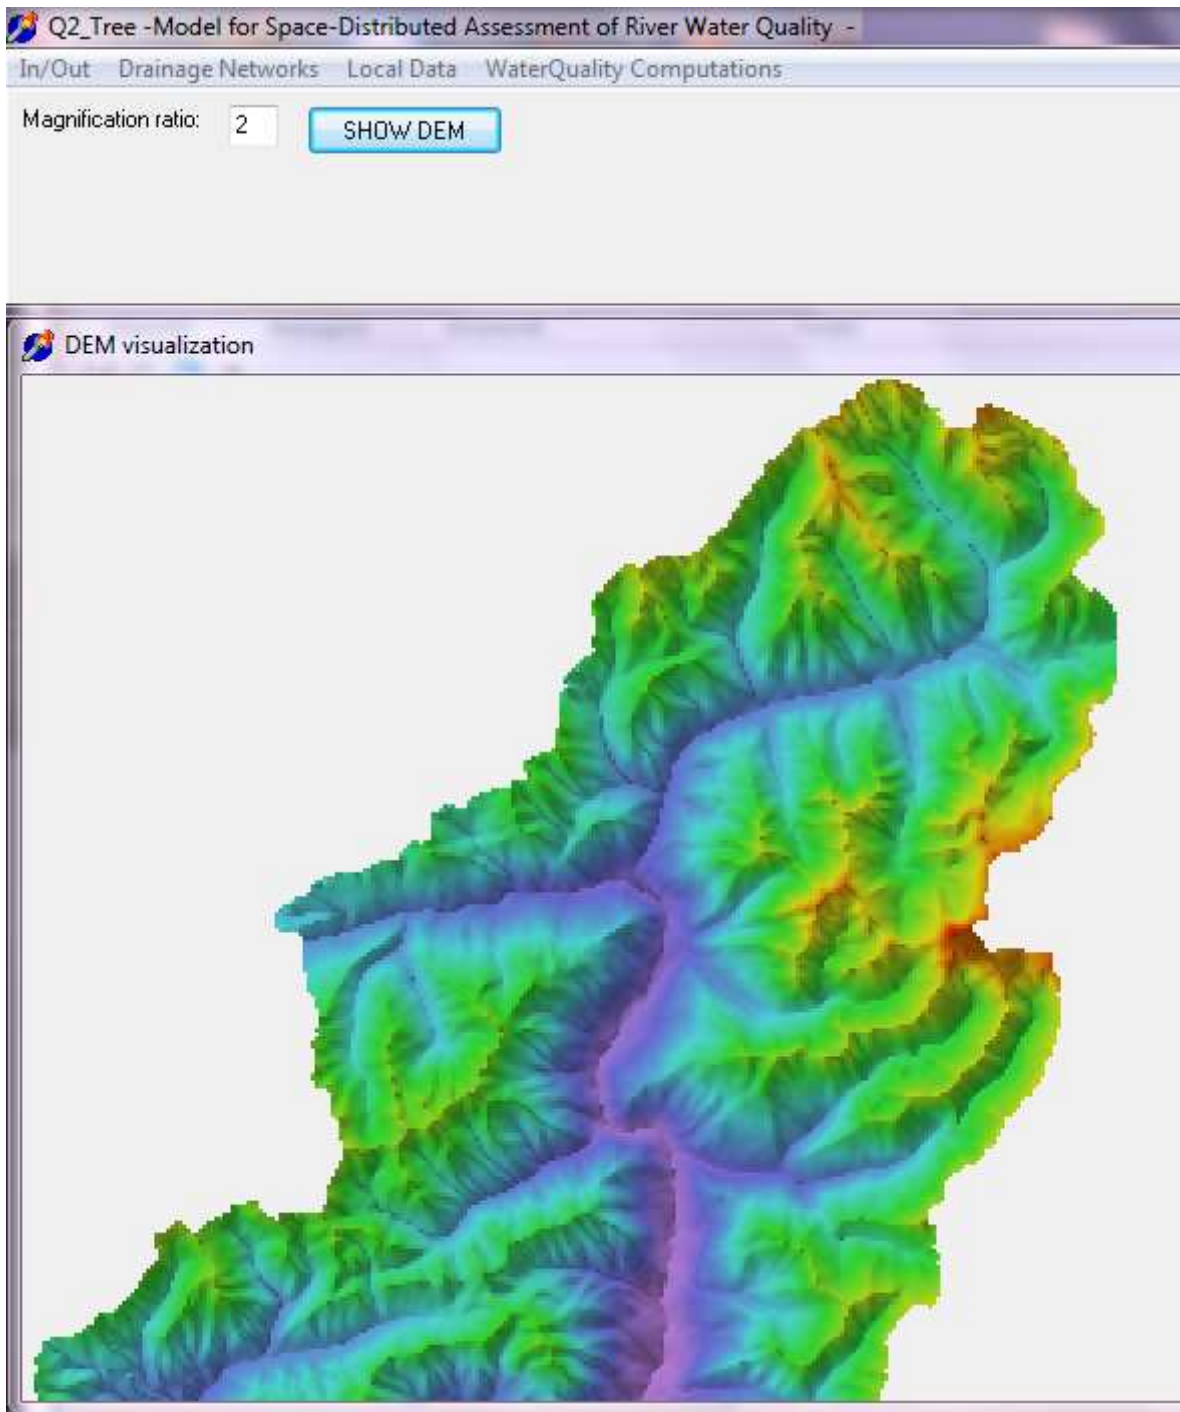 Q2_Tree -Model for Space-Distributed Assessment of River Water Quality -
In/Out Drainage Networks Local Data WaterQuality Computations
Magnification ratio: 2 SHOW DEM
DEM visualization